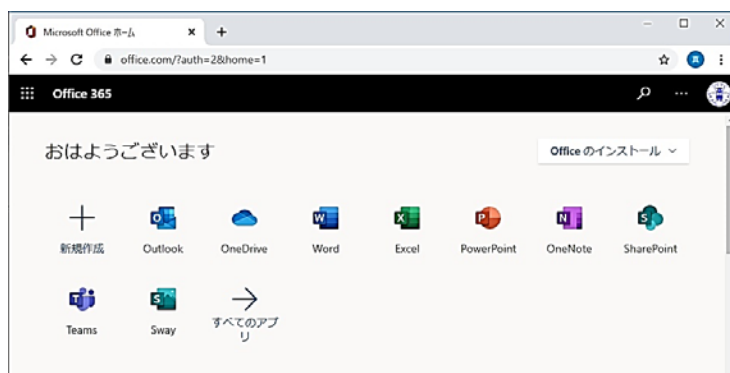 Microsoft Office ホーム
office.com/?auth=2&home=1
Office 365
おはようございます
Office のインストール
新規作成
Outlook
OneDrive
Word
Excel
PowerPoint
OneNote
SharePoint
Teams
Sway
すべてのアプ
リ